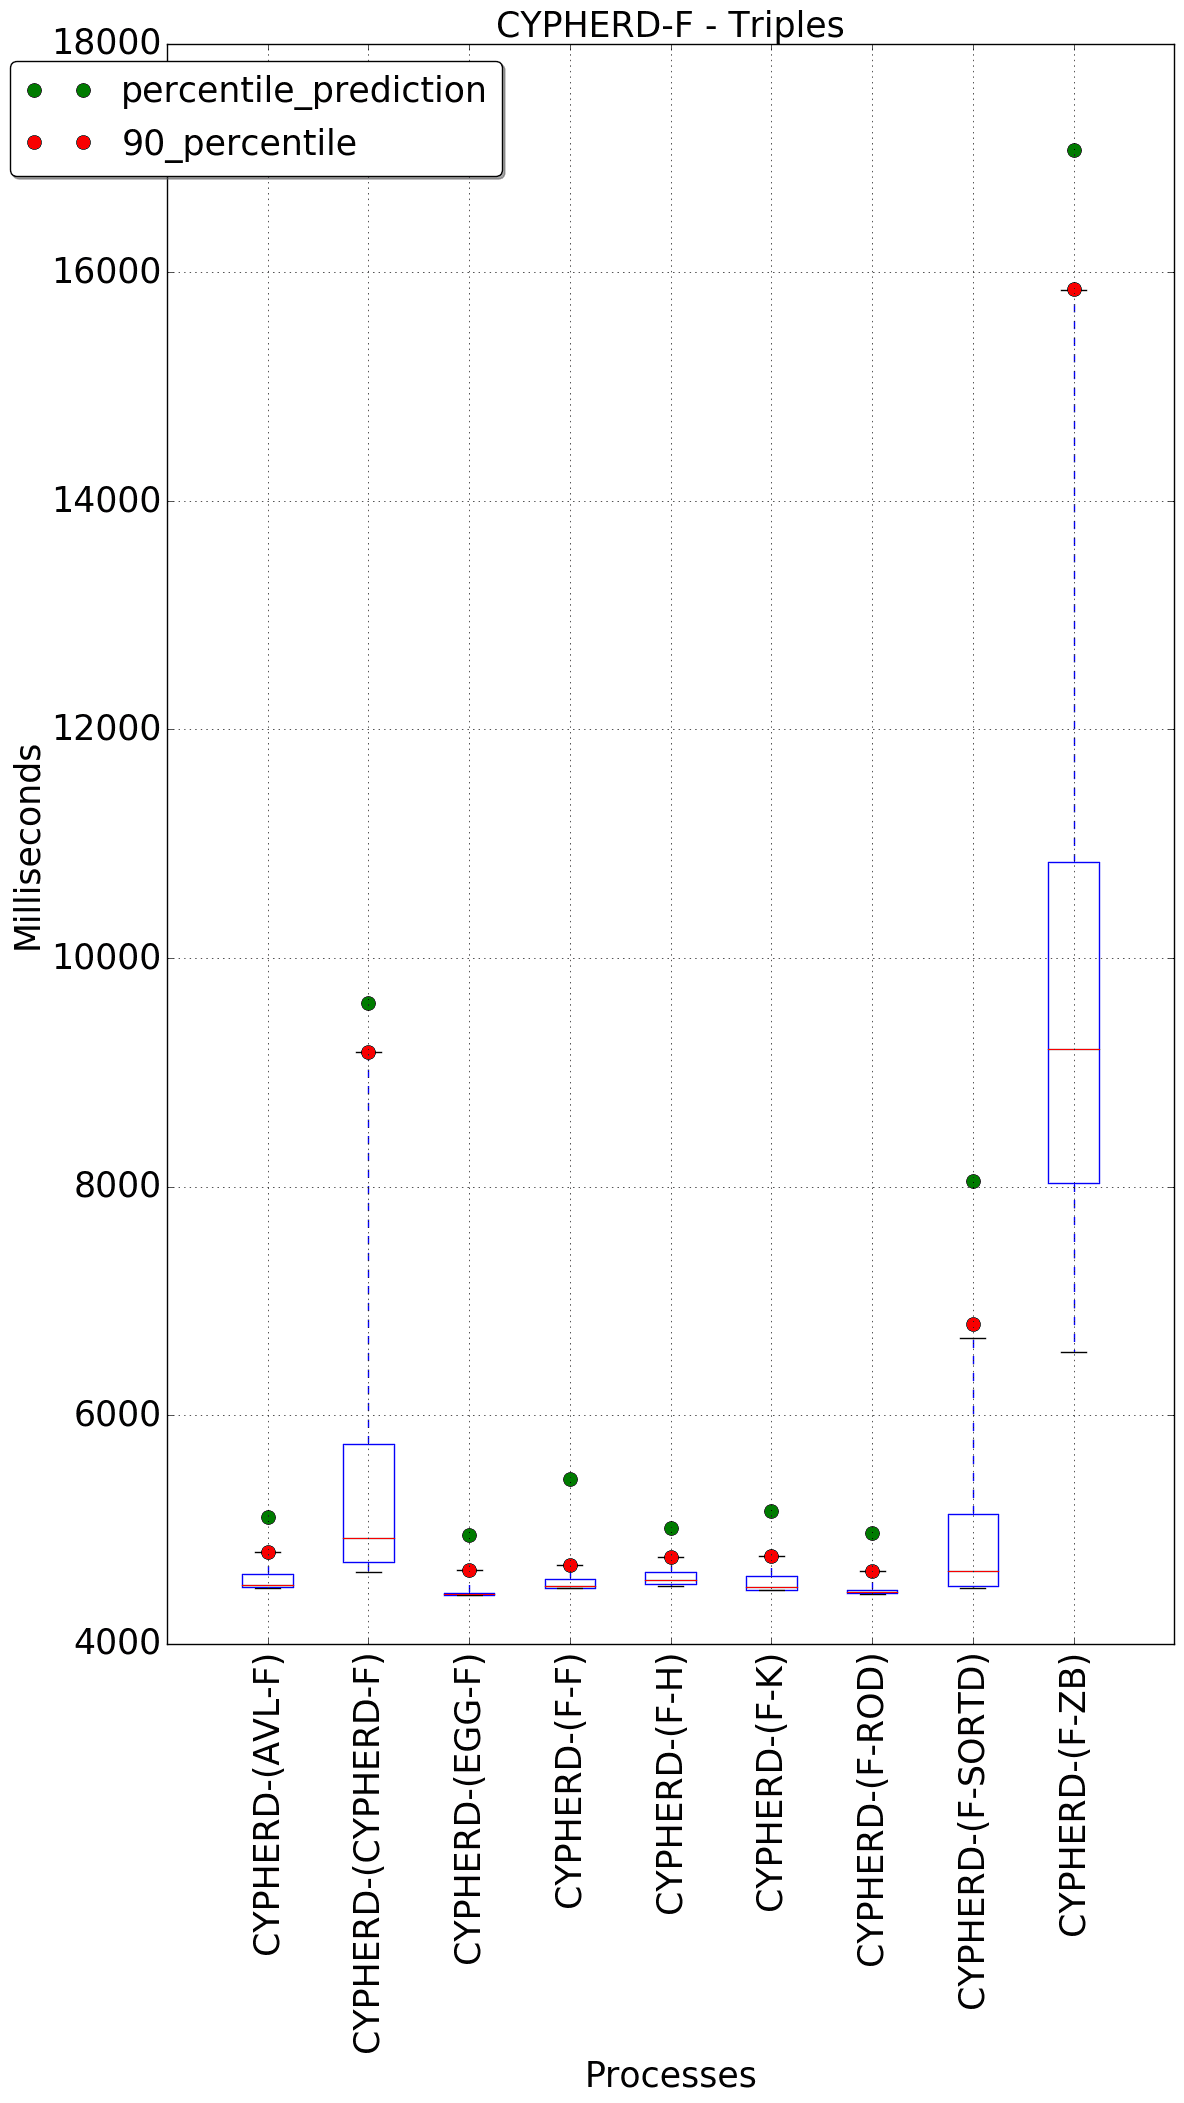 CYPHERD-F - Triples
percentile_prediction
90_percentile
18000
16000
14000
12000
10000
8000
6000
4000
Milliseconds
CYPHERD-(AVL-F)
CYPHERD-(CYPHERD-F)
CYPHERD-(EGG-F)
CYPHERD-(F-F)
CYPHERD-(F-H)
CYPHERD-(F-K)
CYPHERD-(F-ROD)
CYPHERD-(F-SORTD)
CYPHERD-(F-ZB)
Processes